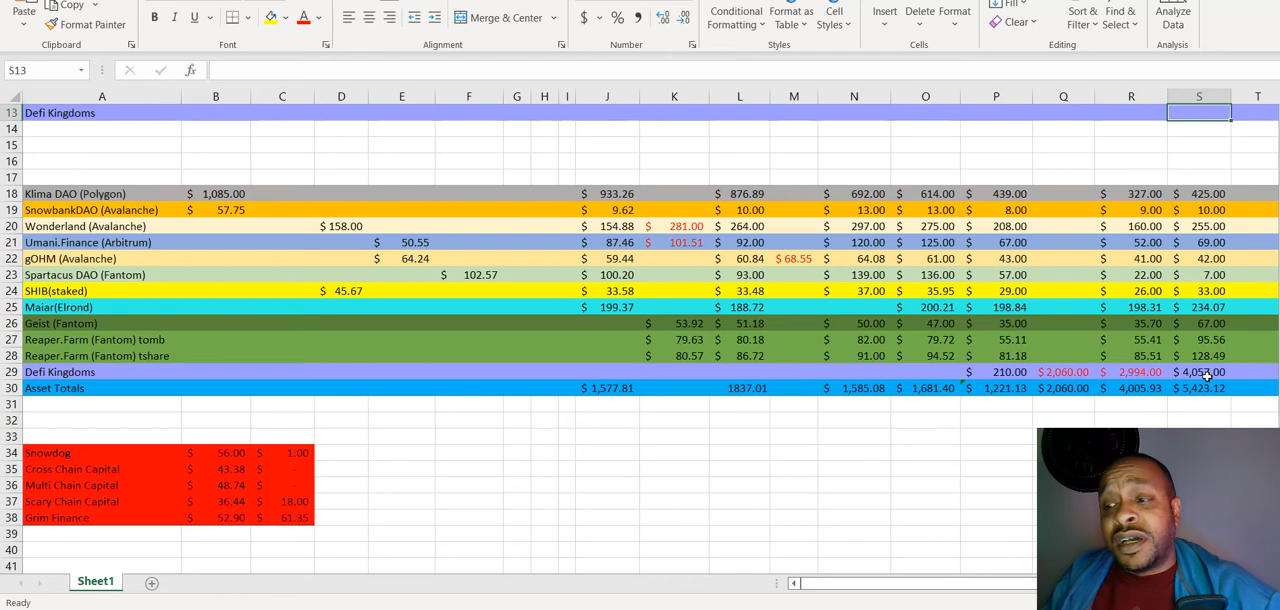 Paste Copy Format Painter
Clipboard
B I U A
Font
Merge & Center
Alignment
$ % 9
Number
Conditional Formatting Format as Table Cell Styles
Styles
Insert Delete Format
Cells
Fill Clear
Sort & Filter Find & Select
Editing
Analyze Data
Analysis
S13 fx
A B C D E F G H I J K L M N O P Q R S T
13 Defi Kingdoms
14
15
16
17
18 Klima DAO (Polygon) $ 1,085.00 $ 933.26 $ 876.89 $ 692.00 $ 614.00 $ 439.00 $ 327.00 $ 425.00
19 SnowbankDAO (Avalanche) $ 57.75 $ 9.62 $ 10.00 $ 13.00 $ 13.00 $ 8.00 $ 9.00 $ 10.00
20 Wonderland (Avalanche) $ 158.00 $ 154.88 $ 281.00 $ 264.00 $ 297.00 $ 275.00 $ 208.00 $ 160.00 $ 255.00
21 Umani.Finance (Arbitrum) $ 50.55 $ 87.46 $ 101.51 $ 92.00 $ 120.00 $ 125.00 $ 67.00 $ 52.00 $ 69.00
22 gOHM (Avalanche) $ 64.24 $ 59.44 $ 60.84 $ 68.55 $ 64.08 $ 61.00 $ 43.00 $ 41.00 $ 42.00
23 Spartacus DAO (Fantom) $ 102.57 $ 100.20 $ 93.00 $ 139.00 $ 136.00 $ 57.00 $ 22.00 $ 7.00
24 SHIB(staked) $ 45.67 $ 33.58 $ 33.48 $ 37.00 $ 35.95 $ 29.00 $ 26.00 $ 33.00
25 Maiar(Elrond) $ 199.37 $ 188.72 $ 200.21 $ 198.84 $ 198.31 $ 234.07
26 Geist (Fantom) $ 53.92 $ 51.18 $ 50.00 $ 47.00 $ 35.00 $ 35.70 $ 67.00
27 Reaper.Farm (Fantom) tomb $ 79.63 $ 80.18 $ 82.00 $ 79.72 $ 55.11 $ 55.41 $ 95.56
28 Reaper.Farm (Fantom) tshare $ 80.57 $ 86.72 $ 91.00 $ 94.52 $ 81.18 $ 85.51 $ 128.49
29 Defi Kingdoms $ 210.00 $ 2,060.00 $ 2,994.00
30 Asset Totals $ 1,577.81 1837.01 $ 1,585.08 $ 1,681.40 $ 1,221.13 $ 2,060.00 $ 4,005.93 $ 5,423.12
31
32
33
34 Snowdog $ 56.00 $ 1.00
35 Cross Chain Capital $ 43.38 $ -
36 Multi Chain Capital $ 48.74 $ -
37 Scary Chain Capital $ 36.44 $ 18.00
38 Grim Finance $ 52.90 $ 61.35
39
40
41
Sheet1
Ready